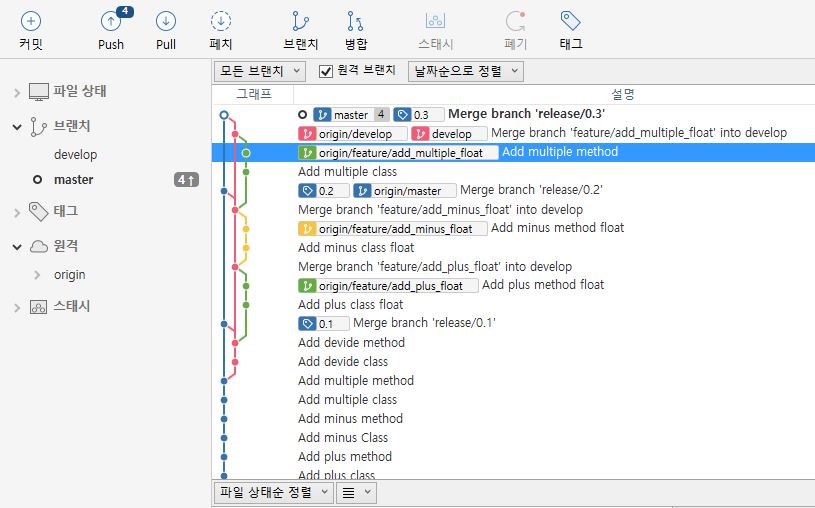 4
커밋 Push Pull 페치 브랜치 병합 스태시 폐기 태그
모든 브랜치 원격 브랜치 날짜순으로 정렬
그래프 설명
파일 상태
브랜치
develop
master 4↑
태그
원격
origin
스태시
master 4 0.3 Merge branch 'release/0.3'
origin/develop develop Merge branch 'feature/add_multiple_float' into develop
origin/feature/add_multiple_float Add multiple method
Add multiple class
0.2 origin/master Merge branch 'release/0.2'
Merge branch 'feature/add_minus_float' into develop
origin/feature/add_minus_float Add minus method float
Add minus class float
Merge branch 'feature/add_plus_float' into develop
origin/feature/add_plus_float Add plus method float
Add plus class float
0.1 Merge branch 'release/0.1'
Add devide method
Add devide class
Add multiple method
Add multiple class
Add minus method
Add minus Class
Add plus method
Add plus class
파일 상태순 정렬